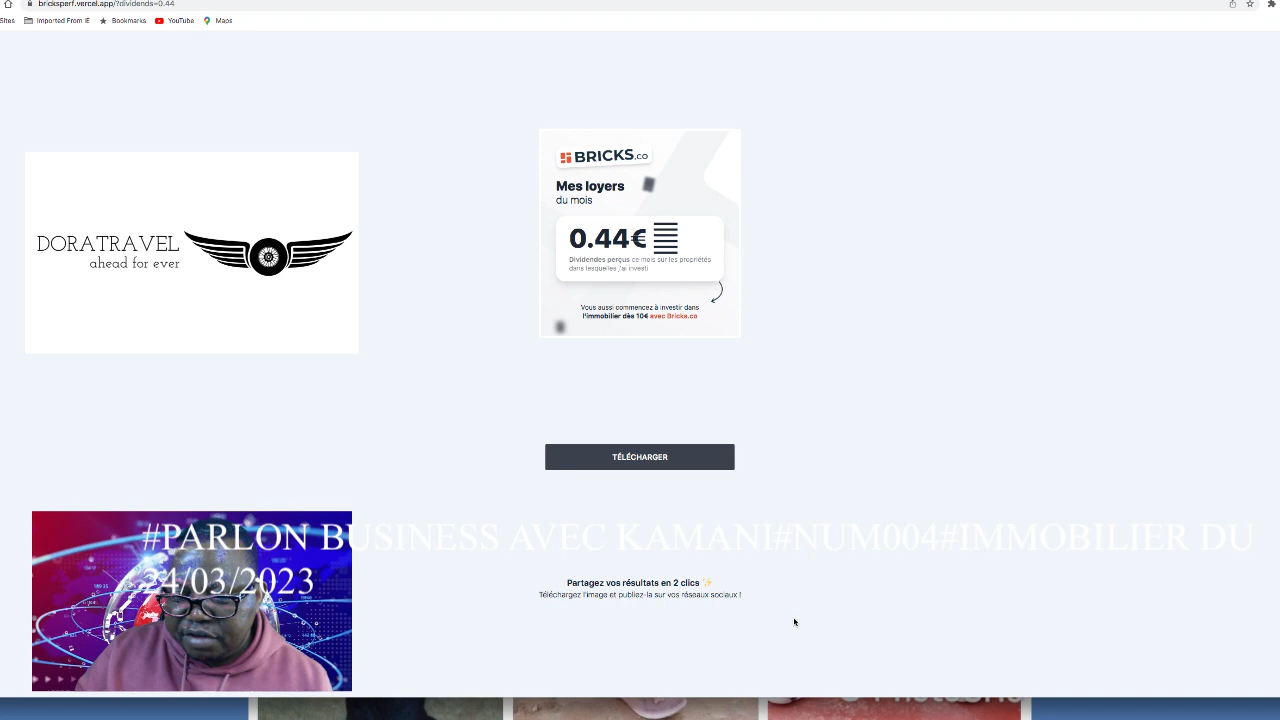 bricksperf.vercel.app/?dividends=0.44
Sites Imported From IE Bookmarks YouTube Maps
BRICKS.co
Mes loyers
du mois
0.44€
Dividendes perçus ce mois sur les propriétés
dans lesquelles j'ai investi
Vous aussi commencez à investir dans
l'immobilier dès 10€ avec Bricks.co
DORATRAVEL
ahead for ever
TÉLÉCHARGER
#PARLON BUSINESS AVEC KAMANI#NUM004#IMMOBILIER DU
24/03/2023
Partagez vos résultats en 2 clics ✨
Téléchargez l'image et publiez-la sur vos réseaux sociaux !